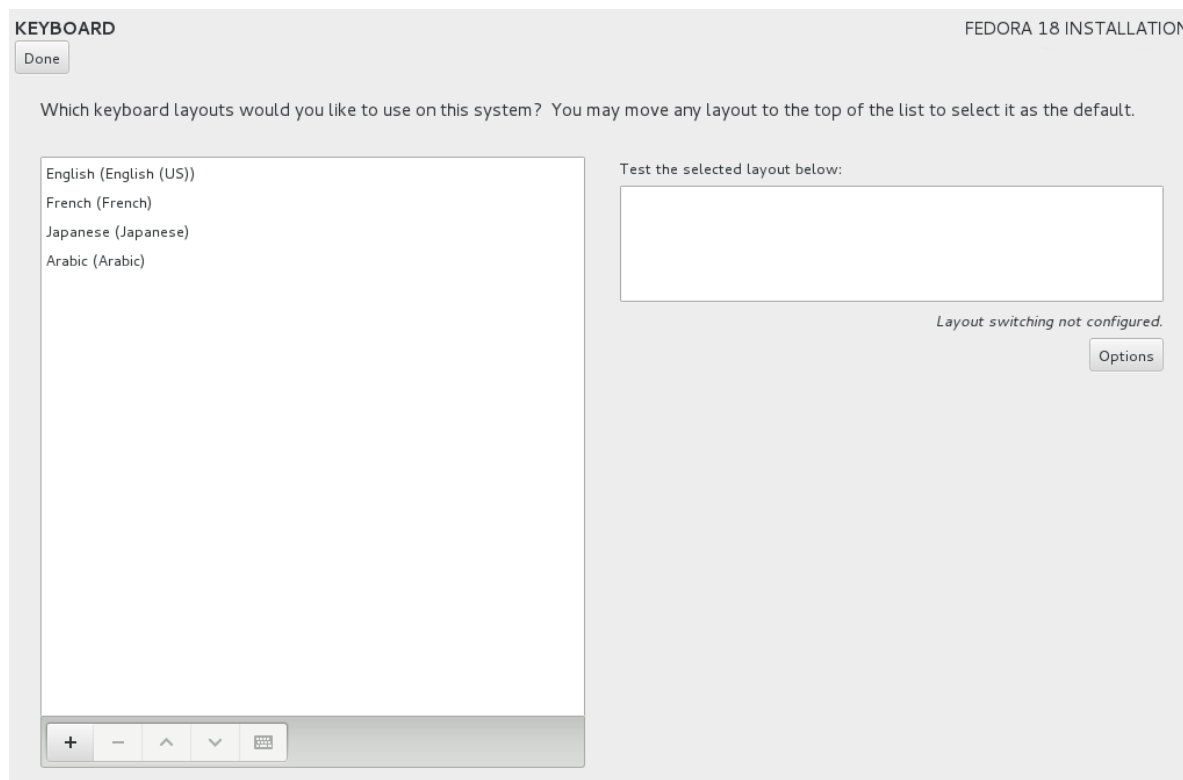 KEYBOARD
FEDORA 18 INSTALLATION
Done
Which keyboard layouts would you like to use on this system?  You may move any layout to the top of the list to select it as the default.
English (English (US))
French (French)
Japanese (Japanese)
Arabic (Arabic)
Test the selected layout below:
Layout switching not configured.
Options